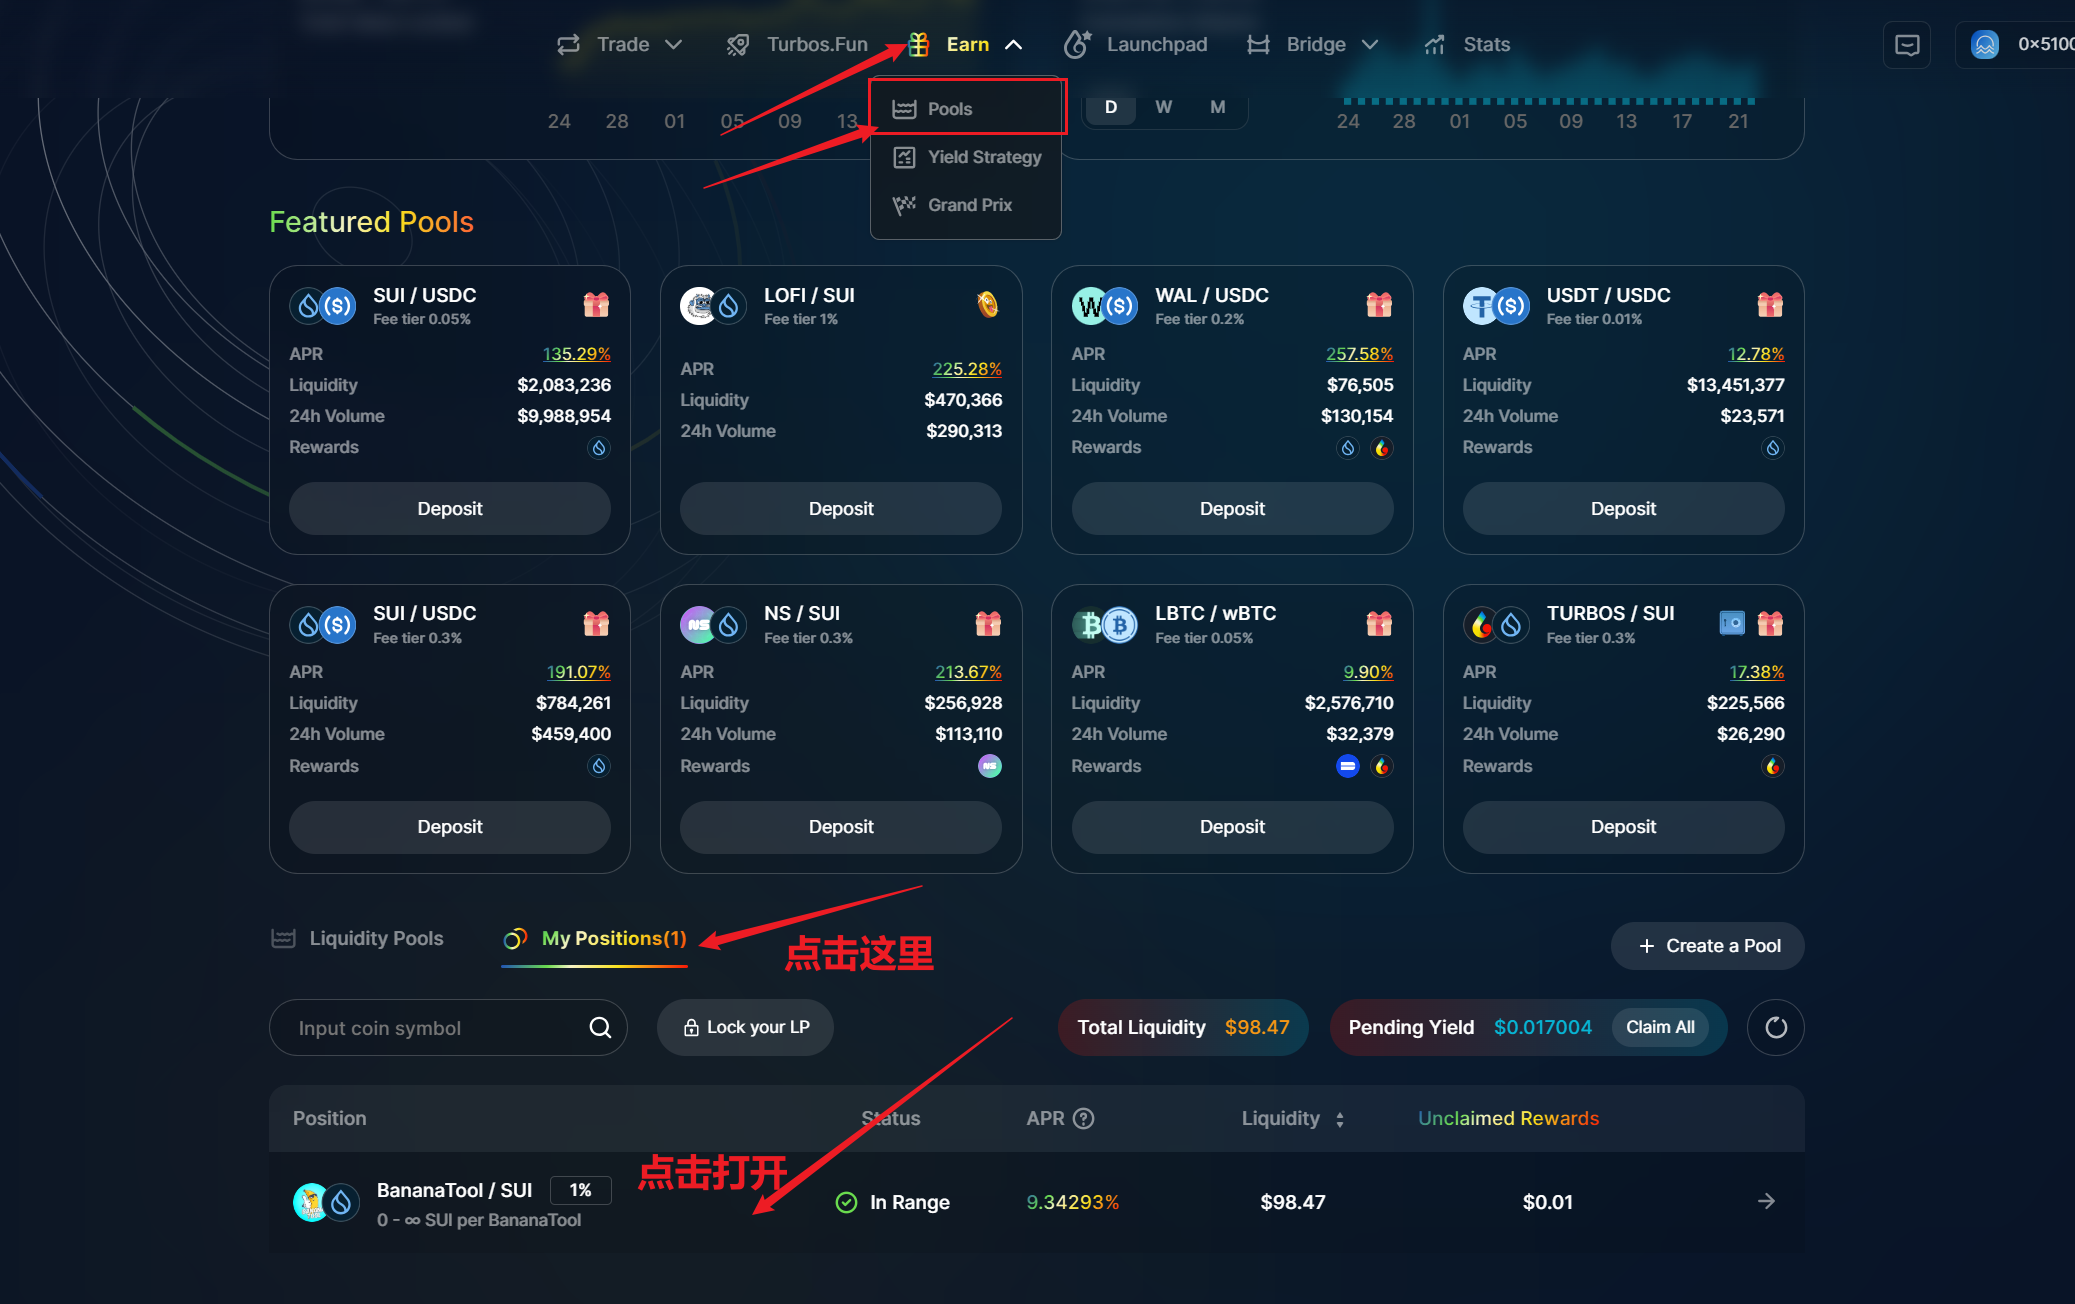 Trade
Turbos.Fun
Earn
Launchpad
Bridge
Stats
0×5100
Pools
Yield Strategy
Grand Prix
24 28 01 05 09 13
D W M
24 28 01 05 09 13 17 21
Featured Pools
SUI / USDC
Fee tier 0.05%
APR 135.29%
Liquidity $2,083,236
24h Volume $9,988,954
Rewards
Deposit
LOFI / SUI
Fee tier 1%
APR 225.28%
Liquidity $470,366
24h Volume $290,313
Deposit
WAL / USDC
Fee tier 0.2%
APR 257.58%
Liquidity $76,505
24h Volume $130,154
Rewards
Deposit
USDT / USDC
Fee tier 0.01%
APR 12.78%
Liquidity $13,451,377
24h Volume $23,571
Rewards
Deposit
SUI / USDC
Fee tier 0.3%
APR 191.07%
Liquidity $784,261
24h Volume $459,400
Rewards
Deposit
NS / SUI
Fee tier 0.3%
APR 213.67%
Liquidity $256,928
24h Volume $113,110
Rewards
Deposit
LBTC / wBTC
Fee tier 0.05%
APR 9.90%
Liquidity $2,576,710
24h Volume $32,379
Rewards
Deposit
TURBOS / SUI
Fee tier 0.3%
APR 17.38%
Liquidity $225,566
24h Volume $26,290
Rewards
Deposit
Liquidity Pools
My Positions(1)
点击这里
+ Create a Pool
Input coin symbol
Lock your LP
Total Liquidity $98.47
Pending Yield $0.017004 Claim All
Position Status APR Liquidity Unclaimed Rewards
点击打开
BananaTool / SUI 1%
0 - ∞ SUI per BananaTool
In Range 9.34293% $98.47 $0.01